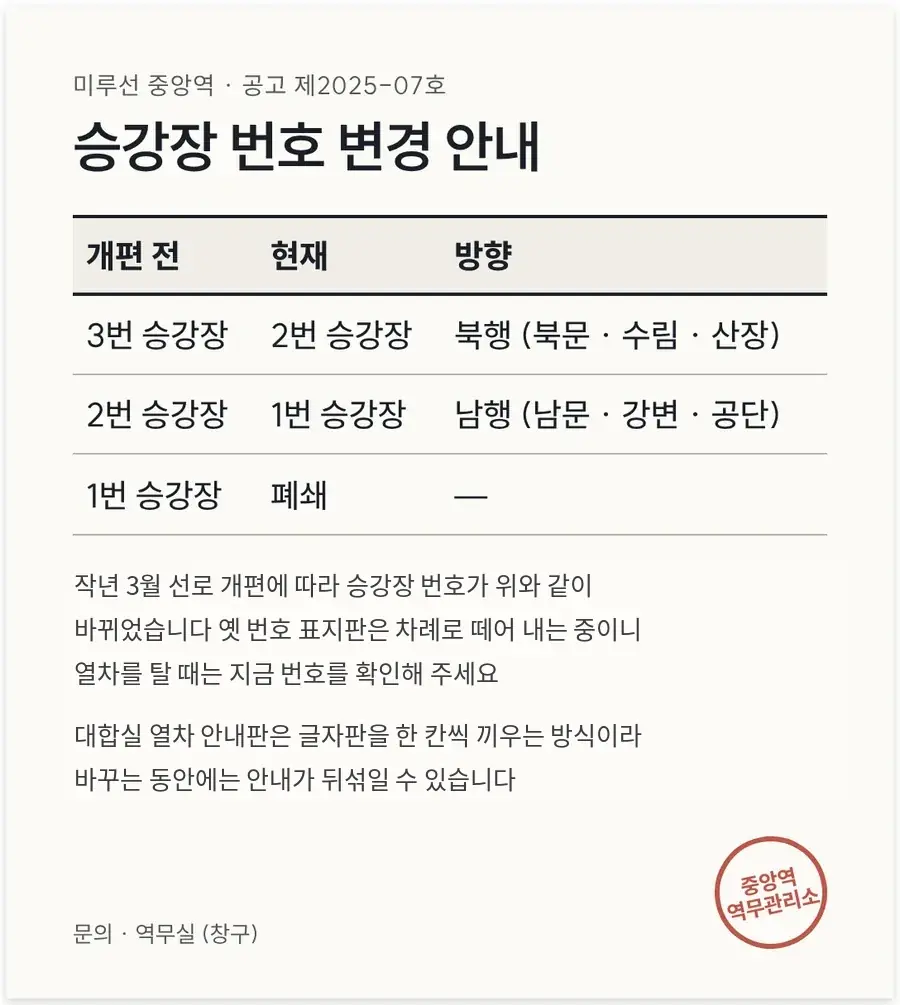 미루선 중앙역 · 공고 제2025-07호
승강장 번호 변경 안내
개편 전 현재 방향
3번 승강장 2번 승강장 북행 (북문 · 수림 · 산장)
2번 승강장 1번 승강장 남행 (남문 · 강변 · 공단)
1번 승강장 폐쇄 —
작년 3월 선로 개편에 따라 승강장 번호가 위와 같이
바뀌었습니다 옛 번호 표지판은 차례로 떼어 내는 중이니
열차를 탈 때는 지금 번호를 확인해 주세요
대합실 열차 안내판은 글자판을 한 칸씩 끼우는 방식이라
바꾸는 동안에는 안내가 뒤섞일 수 있습니다
중앙역
역무관리소
문의 · 역무실 (창구)